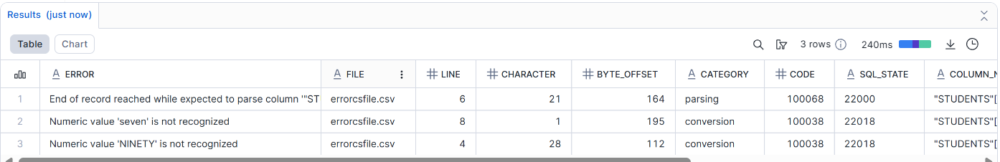 Results (just now)
Table Chart 3 rows 240ms
ERROR FILE LINE CHARACTER BYTE_OFFSET CATEGORY CODE SQL_STATE COLUMN_N
1 End of record reached while expected to parse column '"ST errorcsfile.csv 6 21 164 parsing 100068 22000 "STUDENTS"[
2 Numeric value 'seven' is not recognized errorcsfile.csv 8 1 195 conversion 100038 22018 "STUDENTS"[
3 Numeric value 'NINETY' is not recognized errorcsfile.csv 4 28 112 conversion 100038 22018 "STUDENTS"[